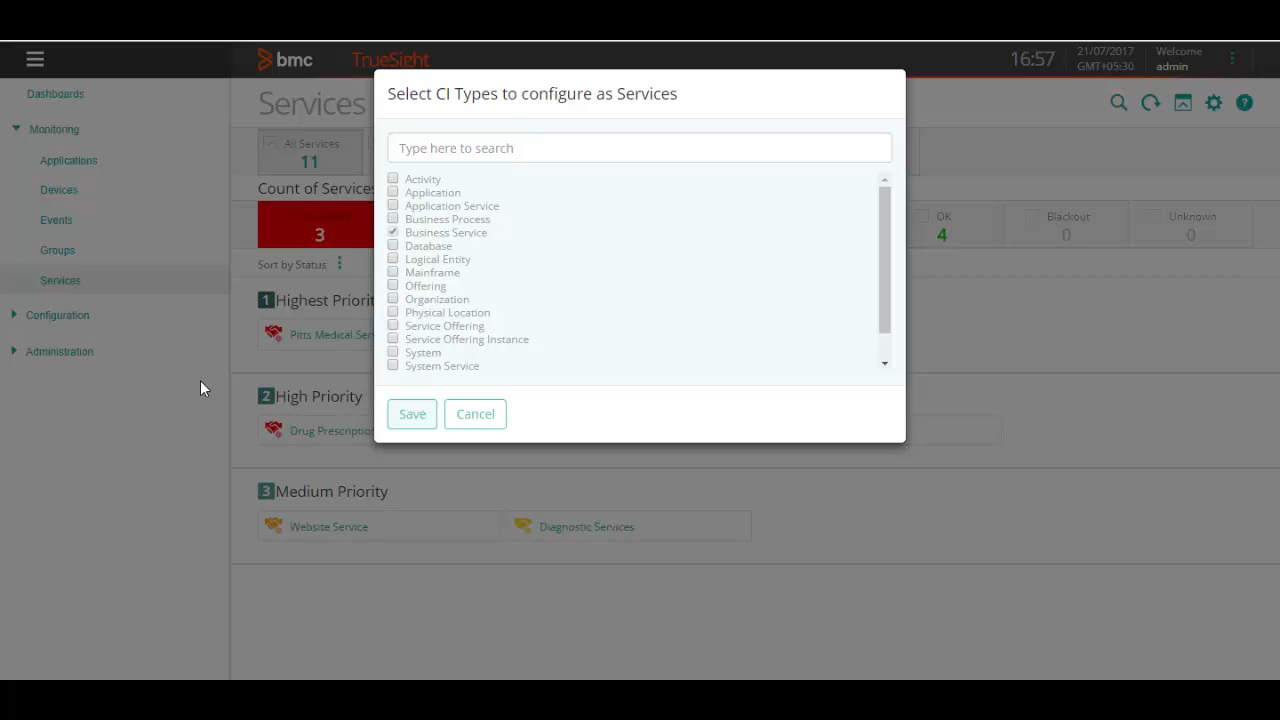 bmc TrueSight
16:57
21/07/2017
GMT+05:30
Welcome
admin
Dashboards
Monitoring
Applications
Devices
Events
Groups
Services
Configuration
Administration
Services
All Services
11
Count of Services
3
OK
4
Blackout
0
Unknown
0
Sort by Status
1 Highest Priorit
Pitts Medical Ser
2 High Priority
Drug Prescriptio
3 Medium Priority
Website Service
Diagnostic Services
Select CI Types to configure as Services
Type here to search
Activity
Application
Application Service
Business Process
Business Service
Database
Logical Entity
Mainframe
Offering
Organization
Physical Location
Service Offering
Service Offering Instance
System
System Service
Save
Cancel